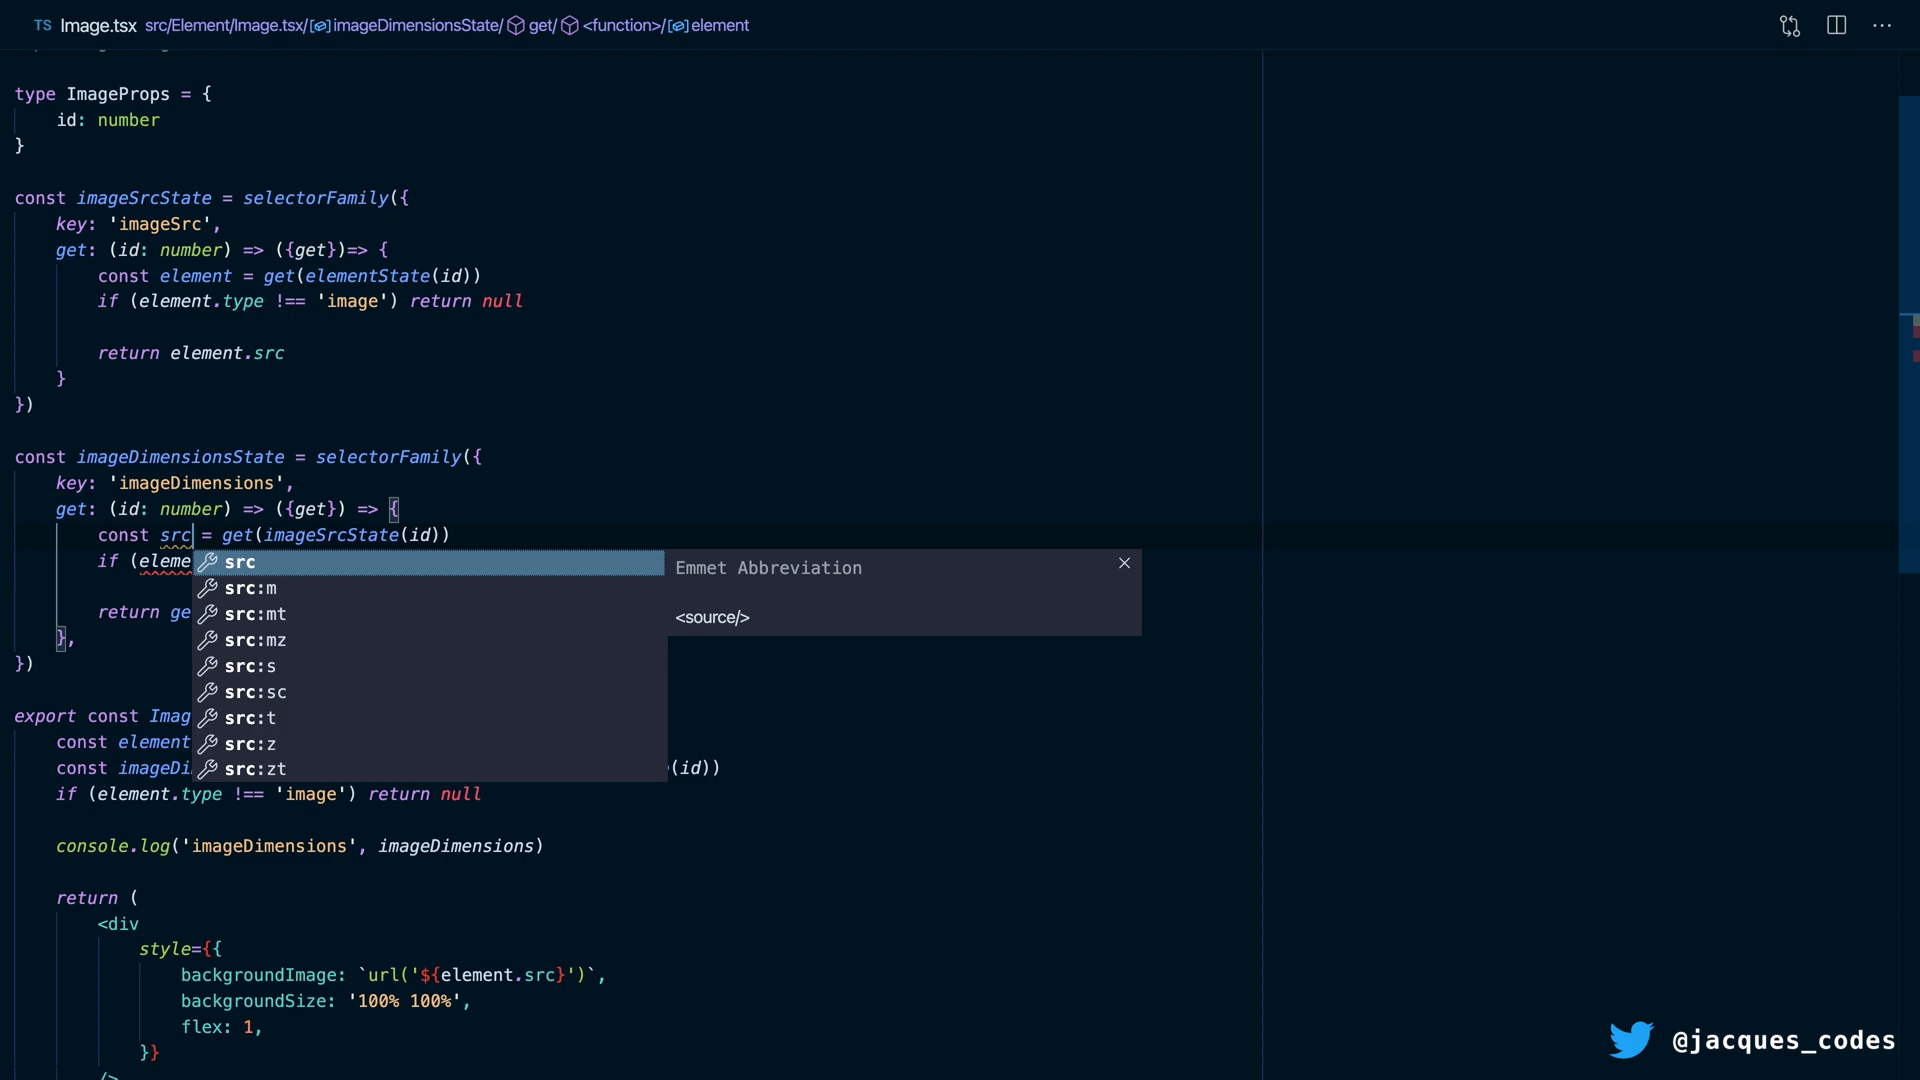 TS Image.tsx src/Element/Image.tsx/imageDimensionsState/ get/ <function>/ element
type ImageProps = {
id: number
}
const imageSrcState = selectorFamily({
key: 'imageSrc',
get: (id: number) => ({get})=> {
const element = get(elementState(id))
if (element.type !== 'image') return null
return element.src
}
})
const imageDimensionsState = selectorFamily({
key: 'imageDimensions',
get: (id: number) => ({get}) => {
const src = get(imageSrcState(id))
if (eleme
src
Emmet Abbreviation
src:m
src:mt
<source/>
return ge
src:mz
},
src:s
})
src:sc
export const Imag
src:t
const element
src:z
const imageDi
src:zt
(id))
if (element.type !== 'image') return null
console.log('imageDimensions', imageDimensions)
return (
<div
style={{
backgroundImage: `url('${element.src}')`,
backgroundSize: '100% 100%',
flex: 1,
}}
/>
@jacques_codes